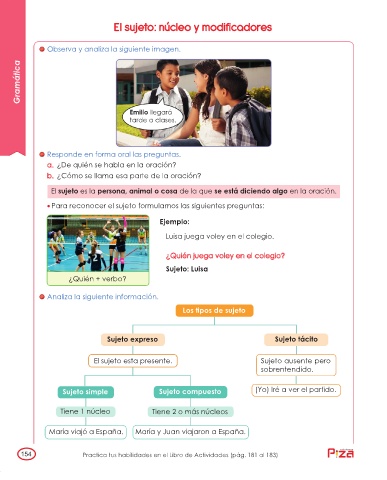 El sujeto: núcleo y modificadores
Gramática
Observa y analiza la siguiente imagen.
Emilio llegará
tarde a clases.
Responde en forma oral las preguntas.
a. ¿De quién se habla en la oración?
b. ¿Cómo se llama esa parte de la oración?
El sujeto es la persona, animal o cosa de la que se está diciendo algo en la oración.
• Para reconocer el sujeto formulamos las siguientes preguntas:
Ejemplo:
Luisa juega voley en el colegio.
¿Quién juega voley en el colegio?
Sujeto: Luisa
¿Quién + verbo?
Analiza la siguiente información.
Los tipos de sujeto
Sujeto expreso
Sujeto tácito
El sujeto esta presente.
Sujeto ausente pero
sobrentendido.
Sujeto simple
Sujeto compuesto
(Yo) Iré a ver el partido.
Tiene 1 núcleo
Tiene 2 o más núcleos
María viajó a España.
María y Juan viajaron a España.
154
Practica tus habilidades en el Libro de Actividades (pág. 181 al 183)